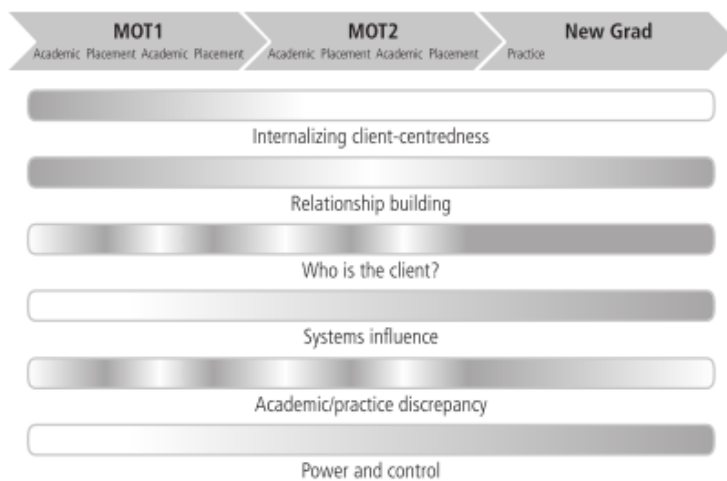 MOT1 MOT2 New Grad
Academic Placement Academic Placement Academic Placement Academic Placement Practice
Internalizing client-centredness
Relationship building
Who is the client?
Systems influence
Academic/practice discrepancy
Power and control